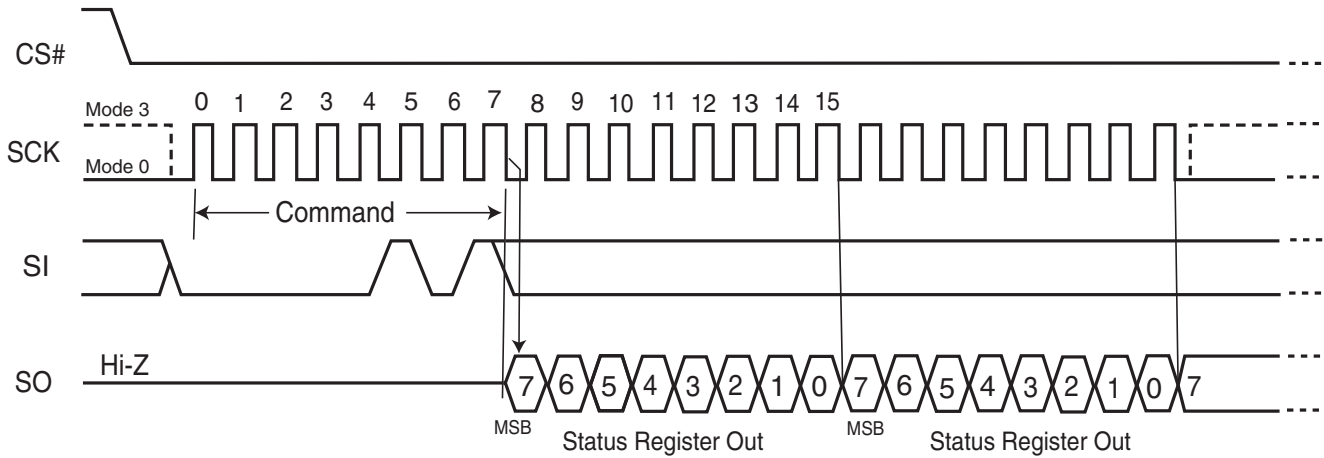 CS#
Mode 3
0 1 2 3 4 5 6 7 8 9 10 11 12 13 14 15
SCK
Mode 0
Command
SI
Hi-Z
SO
7 6 5 4 3 2 1 0 7 6 5 4 3 2 1 0 7
MSB Status Register Out MSB Status Register Out